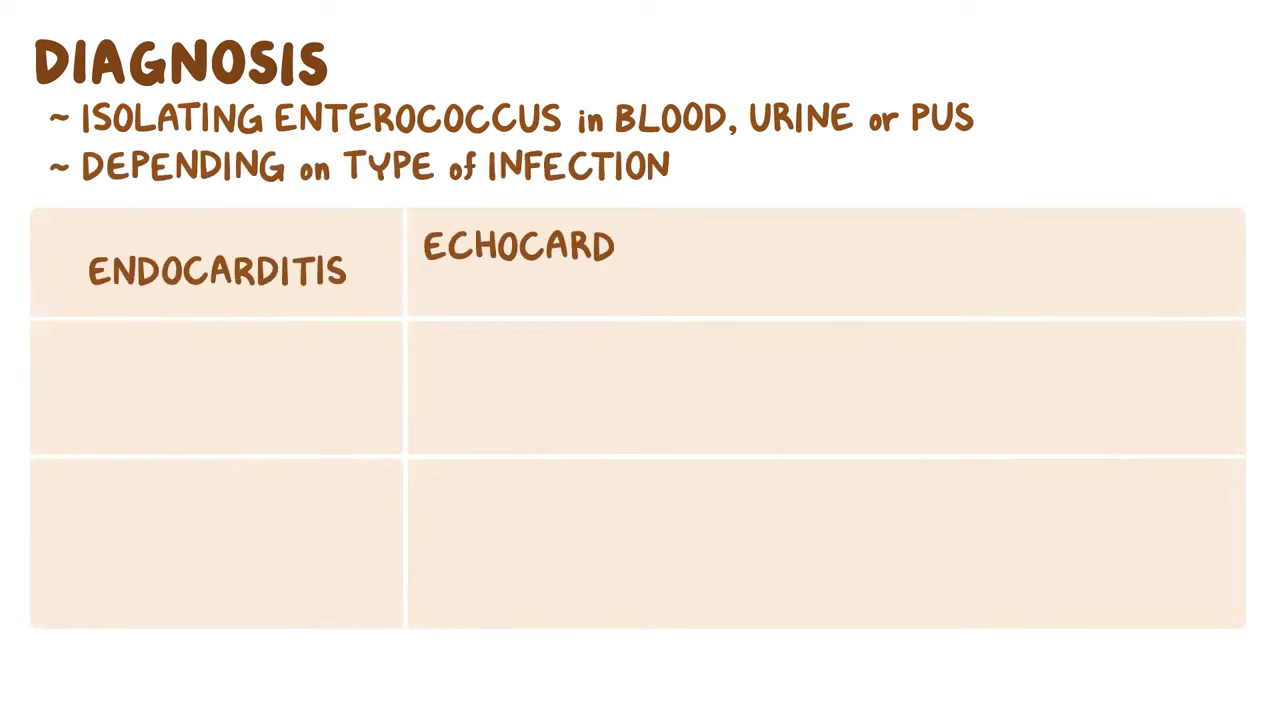 DIAGNOSIS
~ ISOLATING ENTEROCOCCUS in BLOOD, URINE or PUS
~ DEPENDING on TYPE of INFECTION
ENDOCARDITIS
ECHOCARD